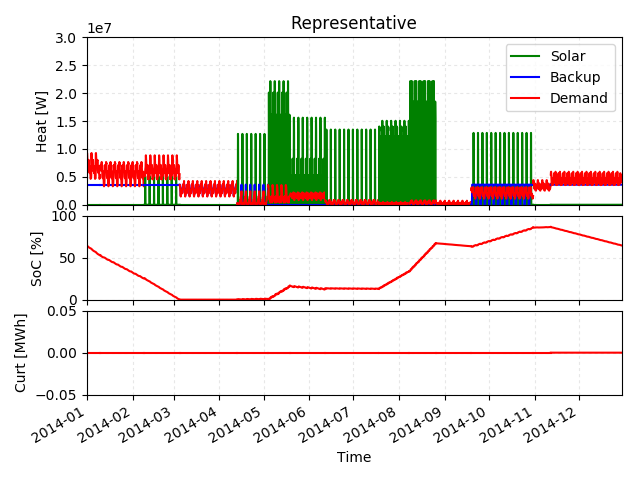 Representative
1e7
3.0
2.5
2.0
1.5
1.0
0.5
0.0
Heat [W]
Solar
Backup
Demand
100
50
0
SoC [%]
0.05
0.00
−0.05
Curt [MWh]
2014-01
2014-02
2014-03
2014-04
2014-05
2014-06
2014-07
2014-08
2014-09
2014-10
2014-11
2014-12
Time